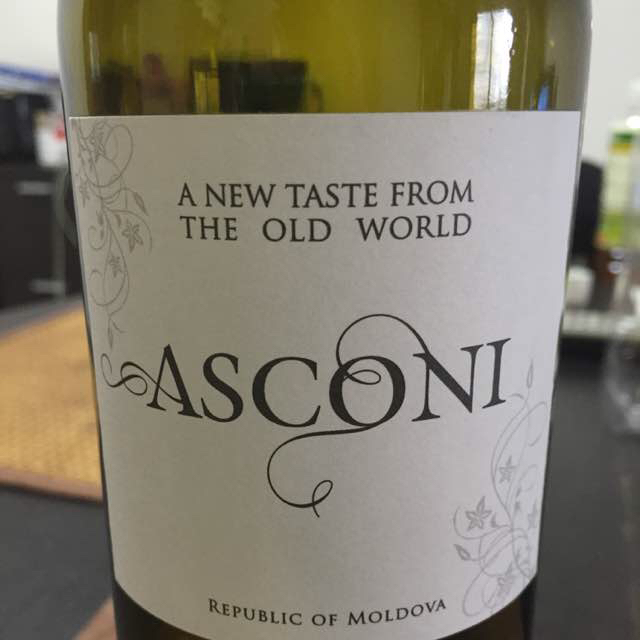 A NEW TASTE FROM
THE OLD WORLD
ASCONI
REPUBLIC OF MOLDOVA